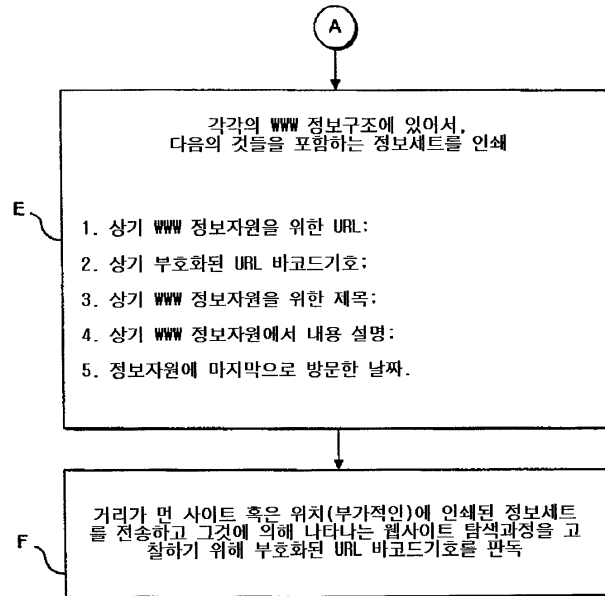 A
각각의 WWW 정보구조에 있어서,
다음의 것들을 포함하는 정보세트를 인쇄
E
1. 상기 WWW 정보자원을 위한 URL;
2. 상기 부호화된 URL 바코드기호;
3. 상기 WWW 정보자원을 위한 제목;
4. 상기 WWW 정보자원에서 내용 설명;
5. 정보자원에 마지막으로 방문한 날짜.
거리가 먼 사이트 혹은 위치(부가적인)에 인쇄된 정보세트
를 전송하고 그것에 의해 나타나는 웹사이트 탐색과정을 고
찰하기 위해 부호화된 URL 바코드기호를 판독
F